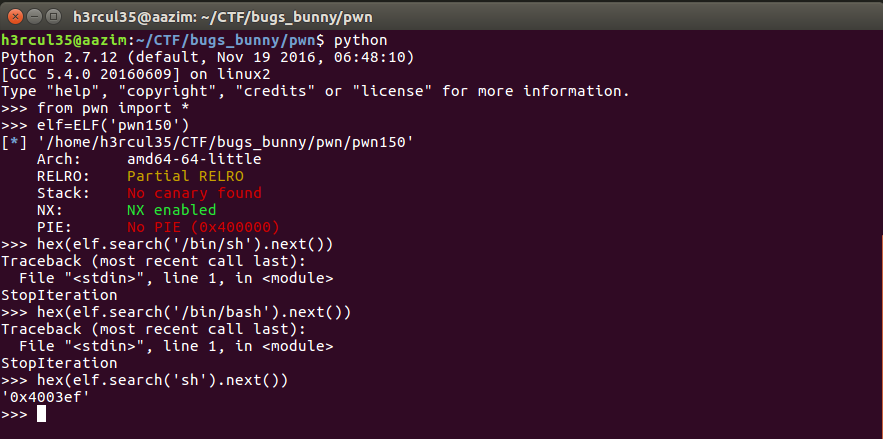 h3rcul35@aazim: ~/CTF/bugs_bunny/pwn
h3rcul35@aazim:~/CTF/bugs_bunny/pwn$ python
Python 2.7.12 (default, Nov 19 2016, 06:48:10)
[GCC 5.4.0 20160609] on linux2
Type "help", "copyright", "credits" or "license" for more information.
>>> from pwn import *
>>> elf=ELF('pwn150')
[*] '/home/h3rcul35/CTF/bugs_bunny/pwn/pwn150'
    Arch:     amd64-64-little
    RELRO:    Partial RELRO
    Stack:    No canary found
    NX:       NX enabled
    PIE:      No PIE (0x400000)
>>> hex(elf.search('/bin/sh').next())
Traceback (most recent call last):
  File "<stdin>", line 1, in <module>
StopIteration
>>> hex(elf.search('/bin/bash').next())
Traceback (most recent call last):
  File "<stdin>", line 1, in <module>
StopIteration
>>> hex(elf.search('sh').next())
'0x4003ef'
>>>